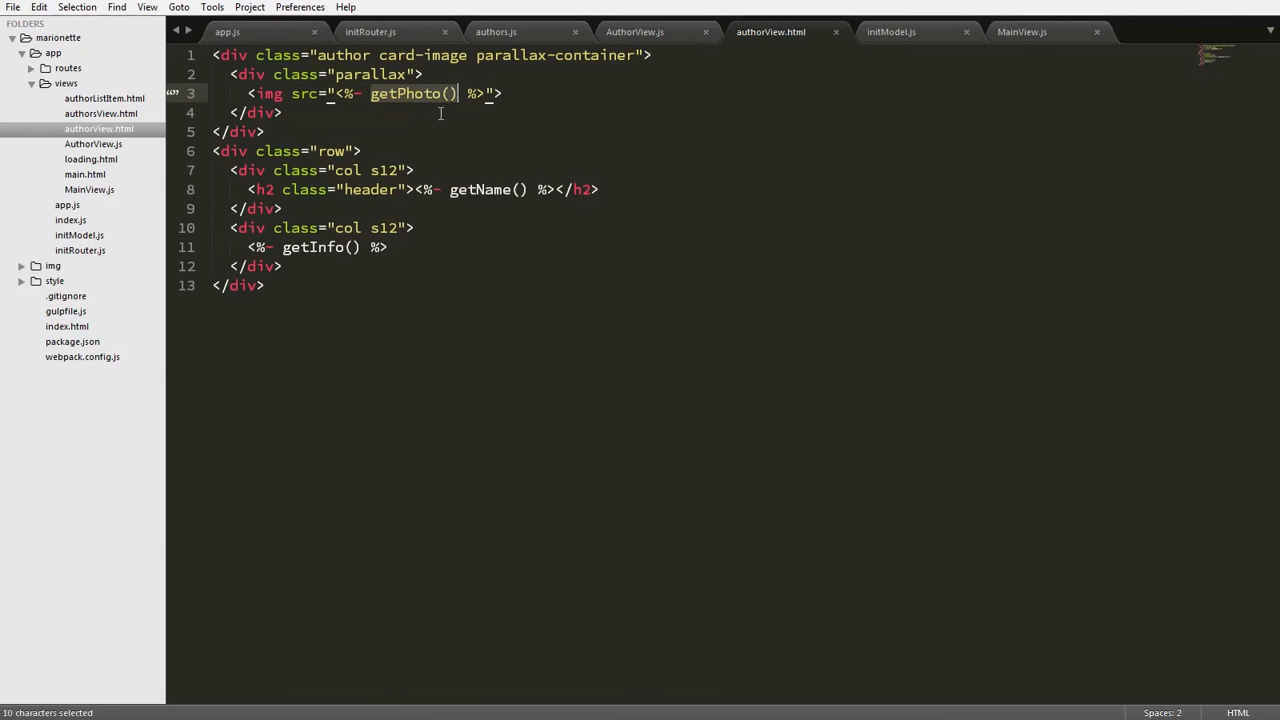 File Edit Selection Find View Goto Tools Project Preferences Help
FOLDERS
marionette
app
routes
views
authorListItem.html
authorsView.html
authorView.html
AuthorView.js
loading.html
main.html
MainView.js
app.js
index.js
initModel.js
initRouter.js
img
style
.gitignore
gulpfile.js
index.html
package.json
webpack.config.js
app.js × initRouter.js × authors.js × AuthorView.js × authorView.html × initModel.js × MainView.js ×
1 <div class="author card-image parallax-container">
2 <div class="parallax">
“” 3 <img src="<%- getPhoto() %>">
4 </div>
5 </div>
6 <div class="row">
7 <div class="col s12">
8 <h2 class="header"><%- getName() %></h2>
9 </div>
10 <div class="col s12">
11 <%- getInfo() %>
12 </div>
13 </div>
10 characters selected Spaces: 2 HTML